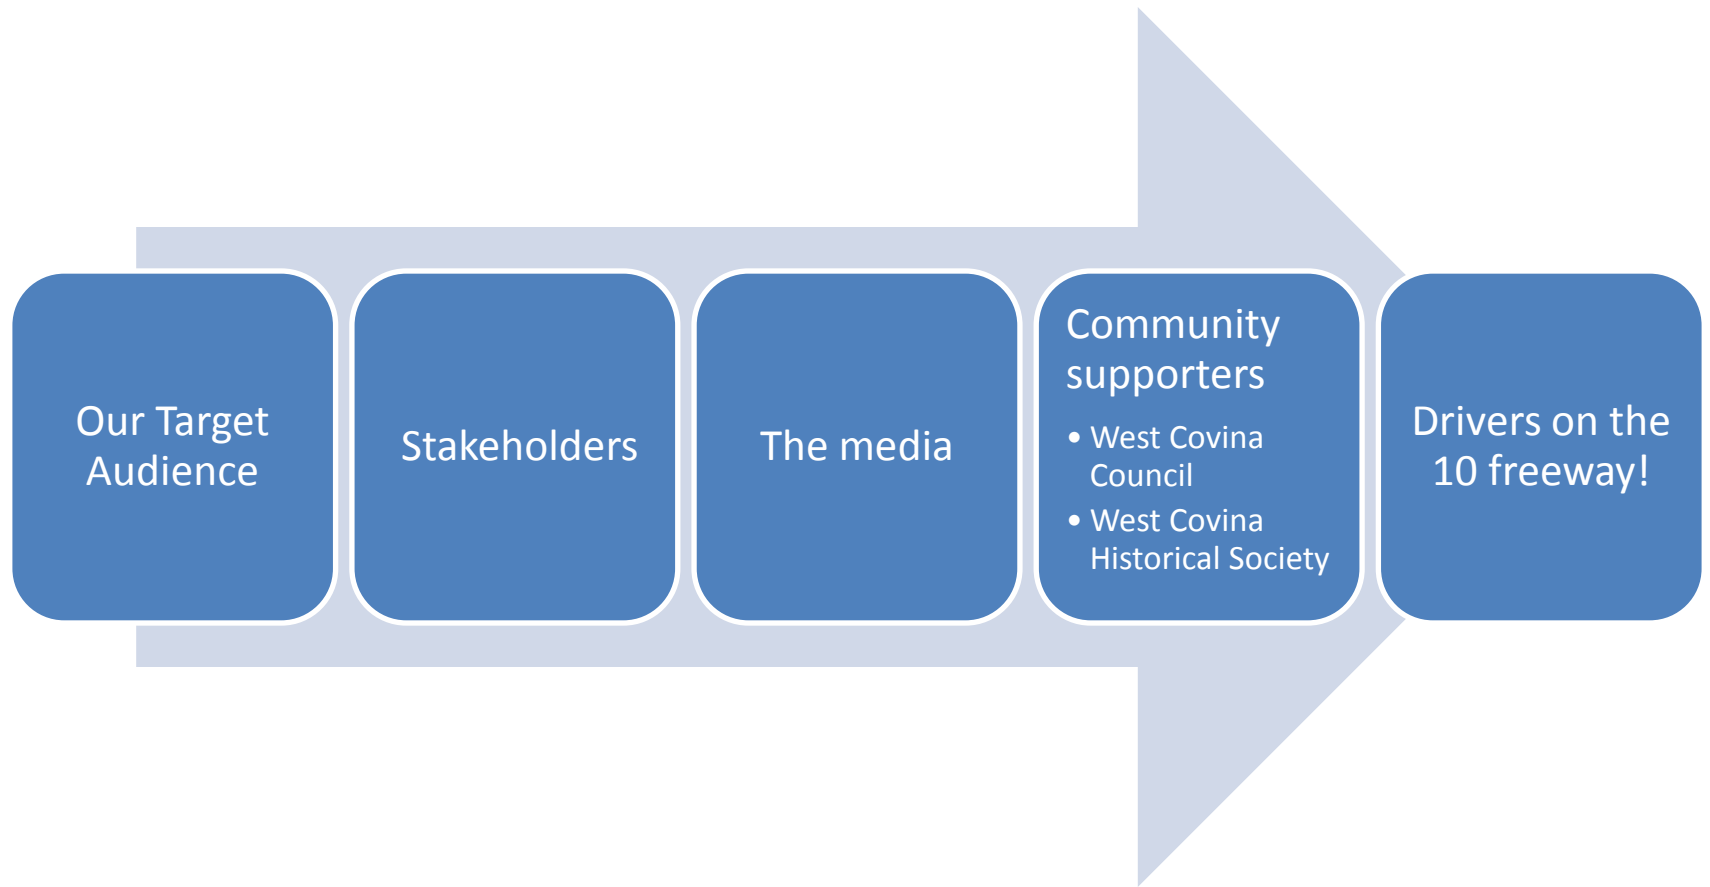 Our Target
Audience
Stakeholders
The media
Community
supporters
• West Covina
Council
• West Covina
Historical Society
Drivers on the
10 freeway!